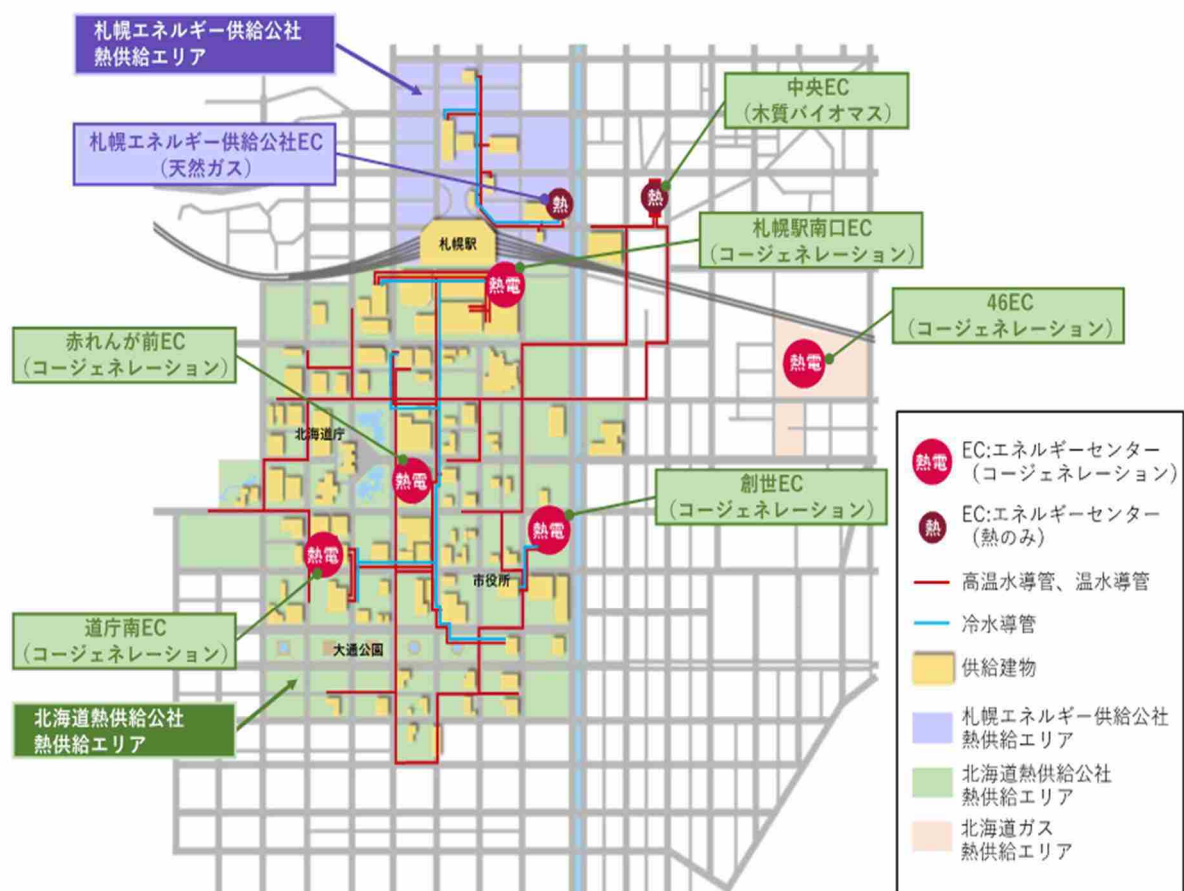 札幌エネルギー供給公社
熱供給エリア
中央EC
(木質バイオマス)
札幌エネルギー供給公社EC
(天然ガス)
熱
熱
札幌駅南口EC
(コージェネレーション)
札幌駅
熱電
46EC
(コージェネレーション)
赤れんが前EC
(コージェネレーション)
熱電
北海道庁
熱電
創世EC
(コージェネレーション)
熱電
熱電
市役所
道庁南EC
(コージェネレーション)
大通公園
北海道熱供給公社
熱供給エリア
熱電
EC:エネルギーセンター
(コージェネレーション)
熱
EC:エネルギーセンター
(熱のみ)
高温水導管、温水導管
冷水導管
供給建物
札幌エネルギー供給公社
熱供給エリア
北海道熱供給公社
熱供給エリア
北海道ガス
熱供給エリア